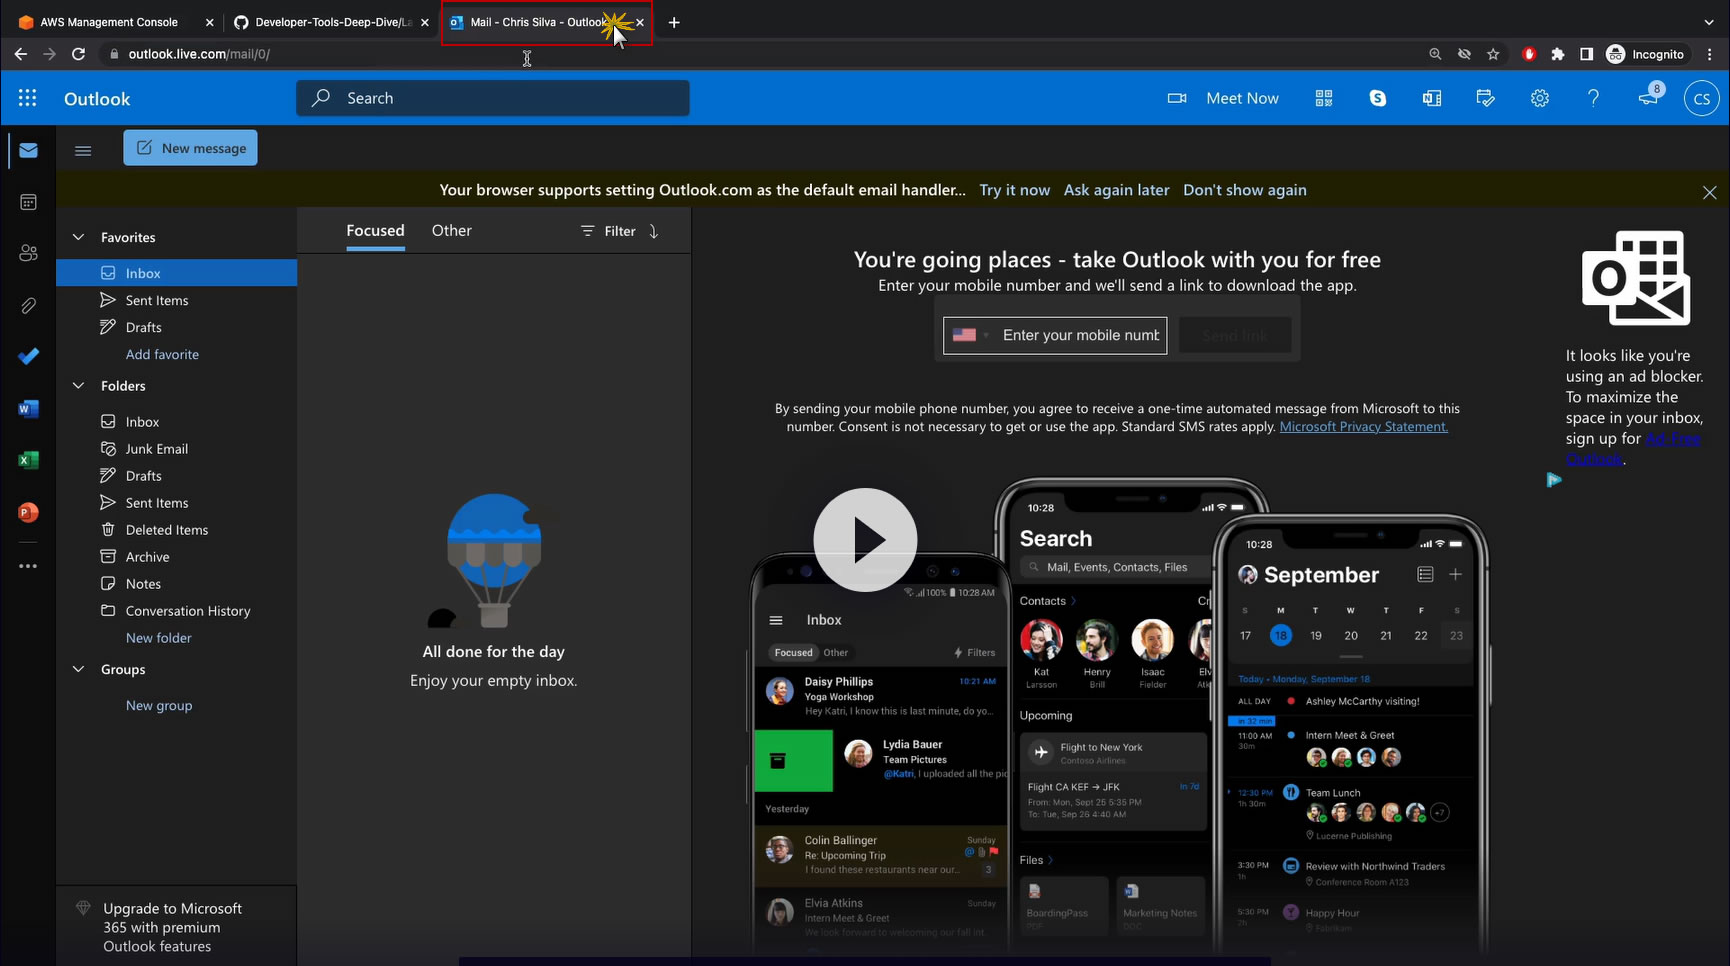 AWS Management Console
Developer-Tools-Deep-Dive/La
Mail - Chris Silva - Outlook
outlook.live.com/mail/0/
Incognito
Outlook
Search
Meet Now
8
CS
New message
Your browser supports setting Outlook.com as the default email handler... Try it now Ask again later Don't show again
Favorites
Inbox
Sent Items
Drafts
Add favorite
Folders
Inbox
Junk Email
Drafts
Sent Items
Deleted Items
Archive
Notes
Conversation History
New folder
Groups
New group
Upgrade to Microsoft
365 with premium
Outlook features
Focused
Other
Filter
All done for the day
Enjoy your empty inbox.
You're going places - take Outlook with you for free
Enter your mobile number and we'll send a link to download the app.
Enter your mobile numb
Send link
By sending your mobile phone number, you agree to receive a one-time automated message from Microsoft to this
number. Consent is not necessary to get or use the app. Standard SMS rates apply. Microsoft Privacy Statement.
It looks like you're
using an ad blocker.
To maximize the
space in your inbox,
sign up for Ad-Free
Outlook.
100% 10:28 AM
Inbox
Focused Other
Filters
Daisy Phillips 10:21 AM
Yoga Workshop
Hey Katri, I know this is last minute, do yo...
Lydia Bauer
Team Pictures
@Katri, I uploaded all the pic
Yesterday
Colin Ballinger Sunday
Re: Upcoming Trip
I found these restaurants near our... 3
Elvia Atkins Sunday
Intern Meet & Greet
We look forward to welcoming our fall int.
10:28
Search
Mail, Events, Contacts, Files
Contacts
Kat
Larsson
Henry
Brill
Isaac
Fielder
Upcoming
Flight to New York
Contoso Airlines
Flight CA KEF → JFK In 7d
From: Mon, Sept 25 5:35 PM
To: Tue, Sep 26 4:40 AM
Files
BoardingPass
PDF
Marketing Notes
DOC
10:28
September
S M T W T F S
17 18 19 20 21 22 23
Today • Monday, September 18
ALL DAY Ashley McCarthy visiting!
in 32 min
11:00 AM Intern Meet & Greet
30m
12:30 PM Team Lunch
1h 30m
+7
Lucerne Publishing
3:30 PM Review with Northwind Traders
1h Conference Room A123
5:30 PM Happy Hour
2h Fabrikam